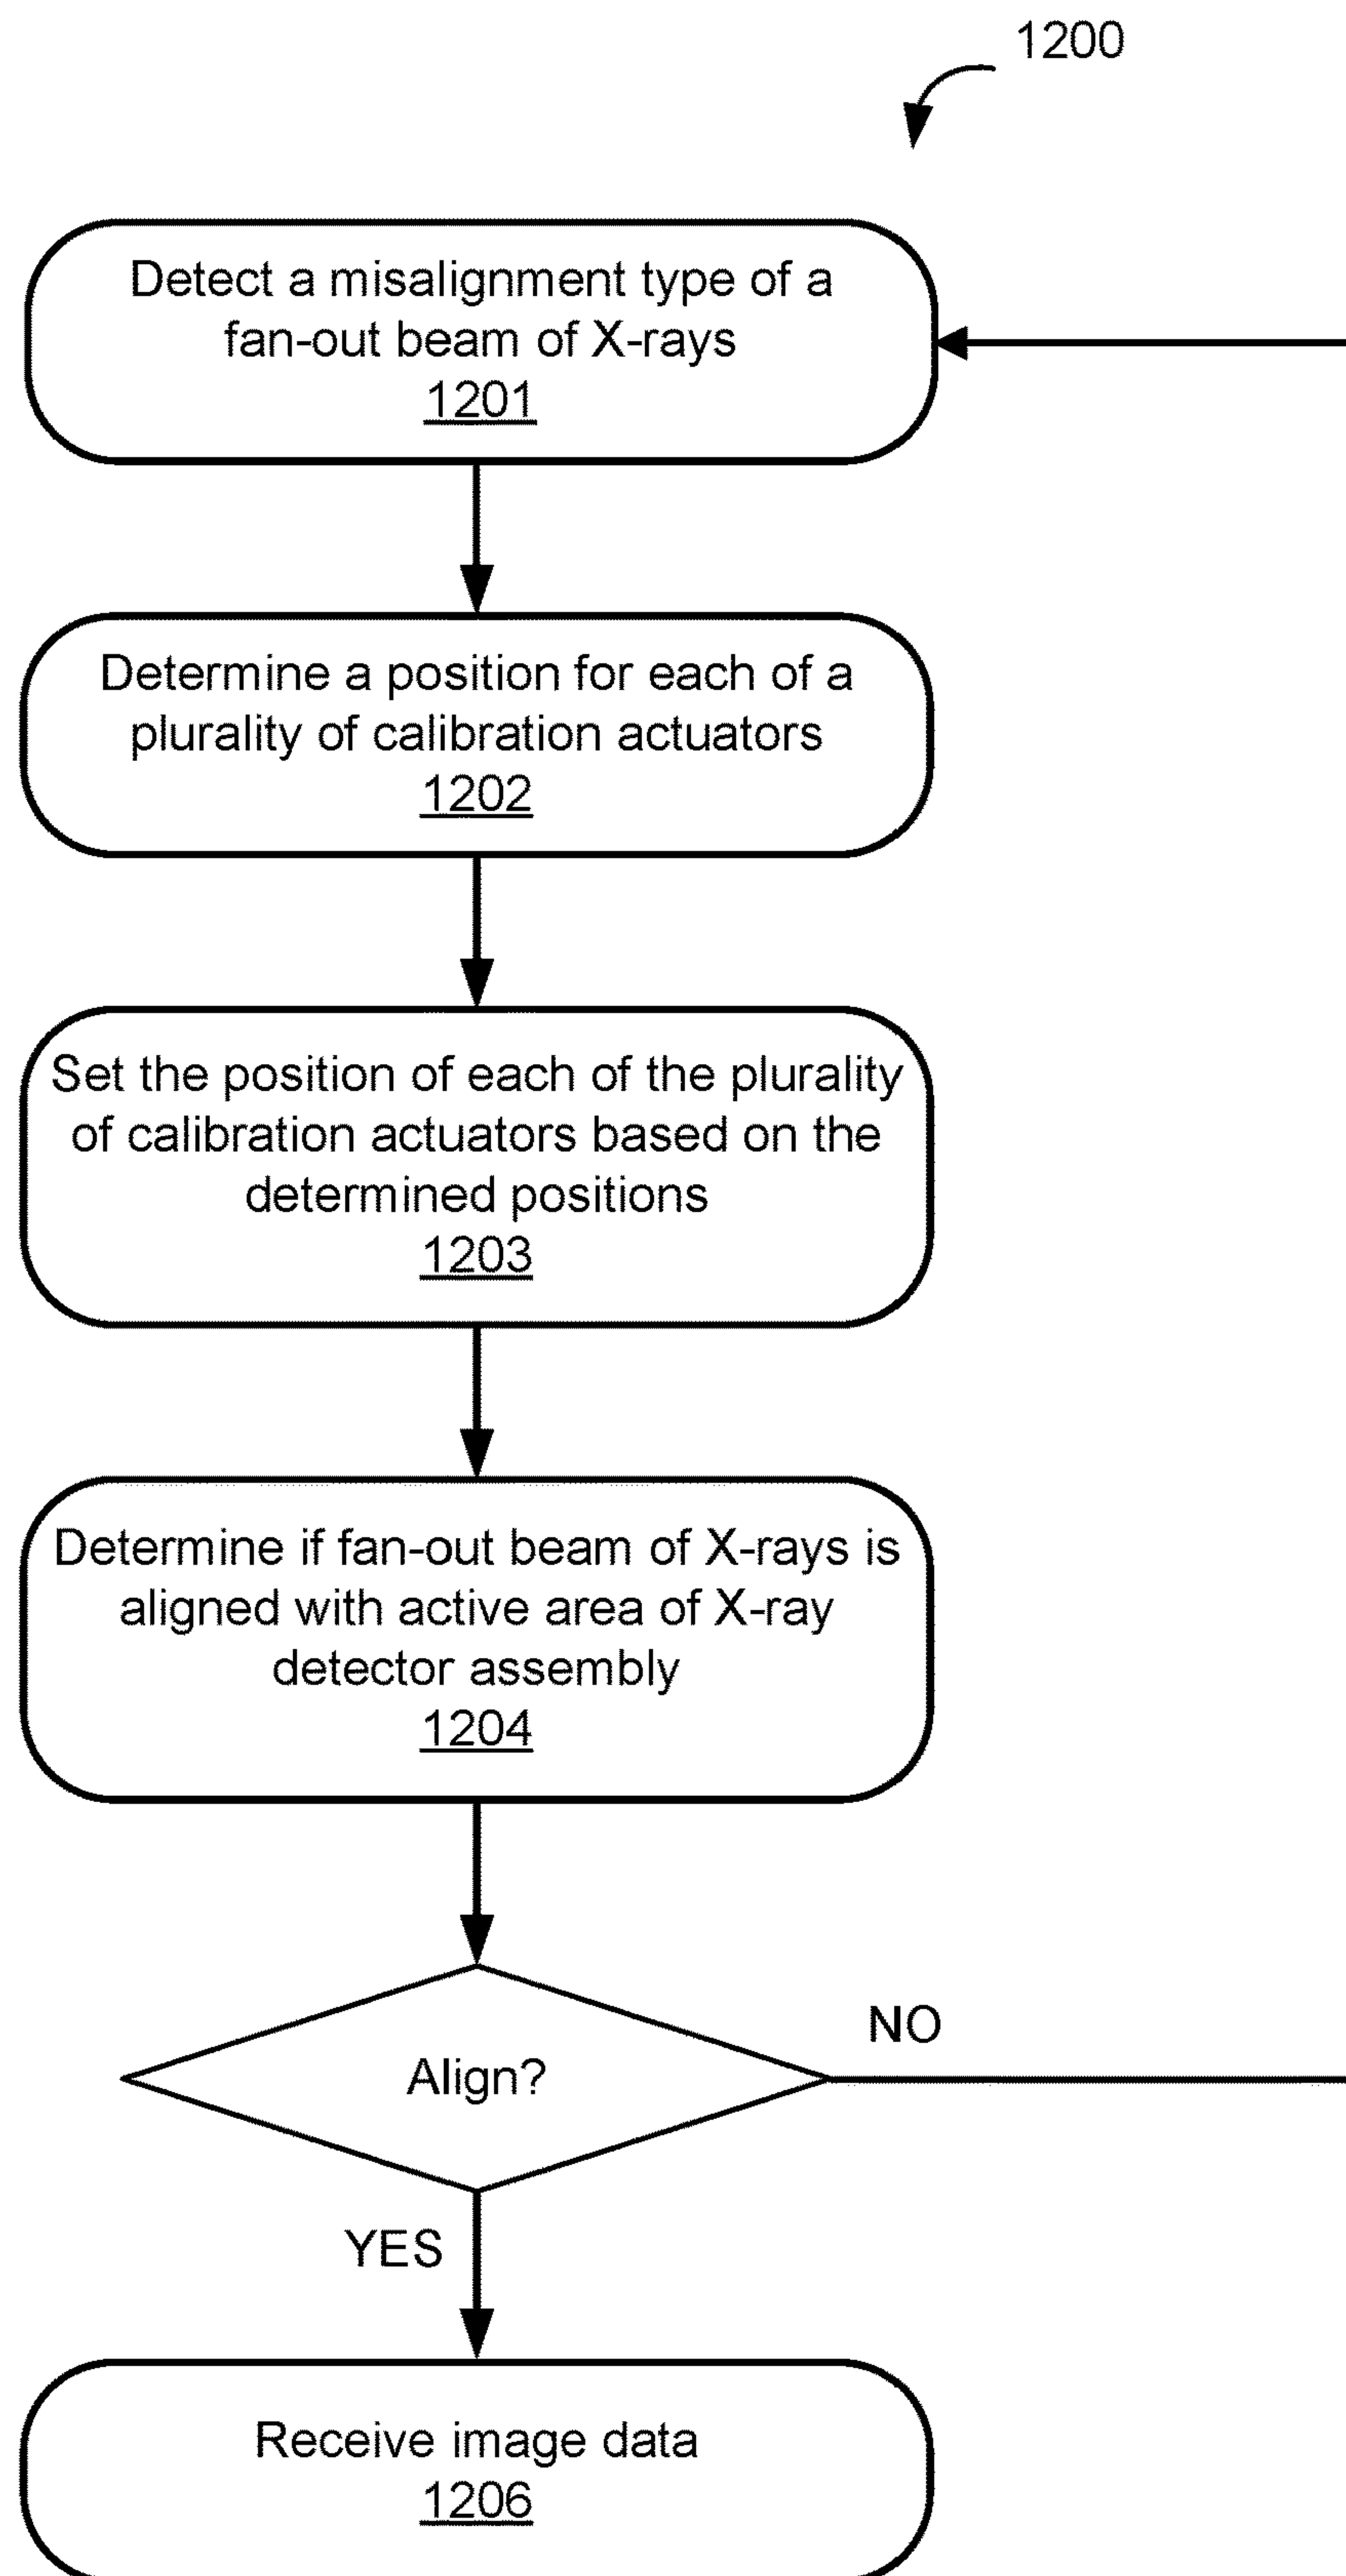 1200
Detect a misalignment type of a
fan-out beam of X-rays
1201
Determine a position for each of a
plurality of calibration actuators
1202
Set the position of each of the plurality
of calibration actuators based on the
determined positions
1203
Determine if fan-out beam of X-rays is
aligned with active area of X-ray
detector assembly
1204
Align?
NO
YES
Receive image data
1206